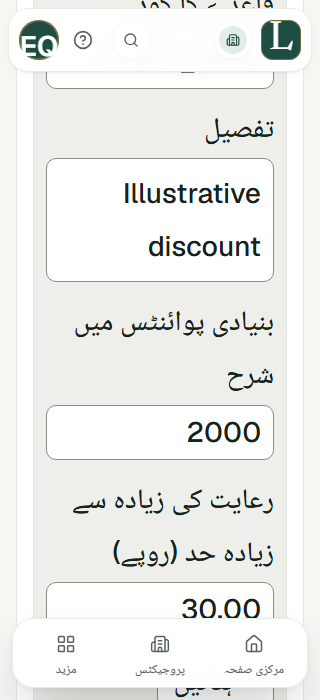 EQ
L
تفصیل
Illustrative
discount
بنیادی پوائنٹس میں
شرح
2000
رعایت کی زیادہ سے
زیادہ حد (روپے)
30.00
مرکزی صفحہ
پروجیکٹس
مزید